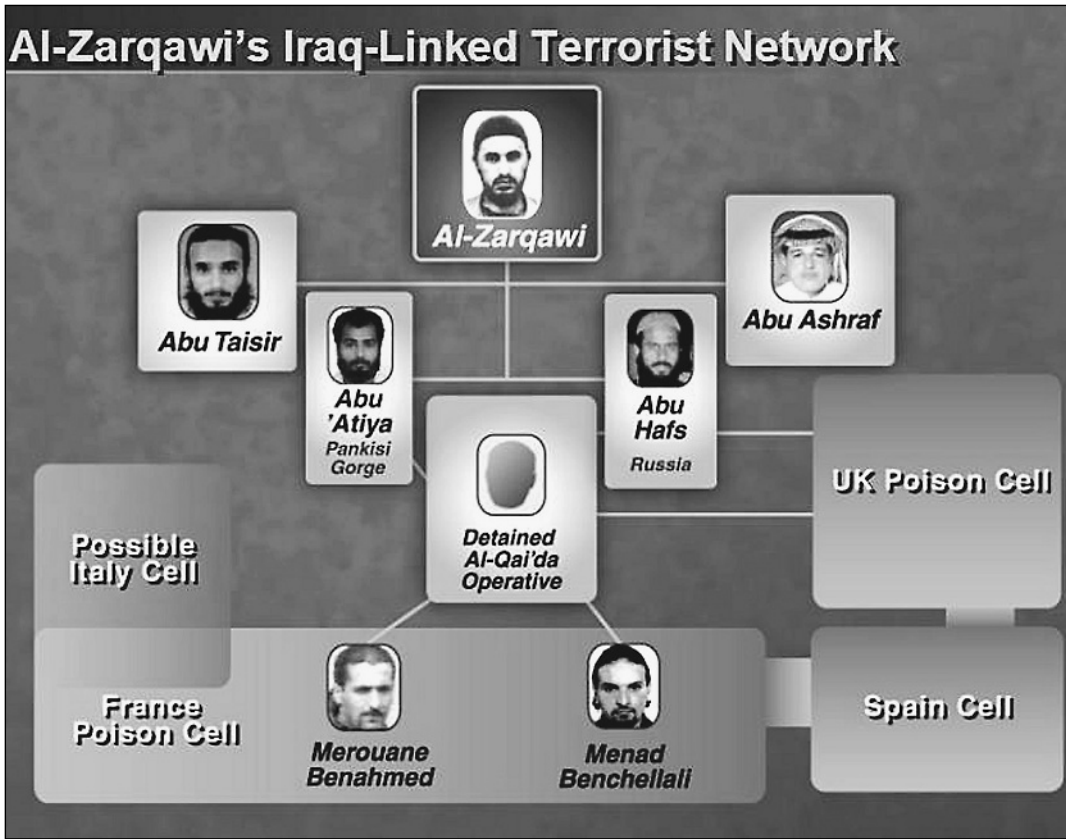 Al-Zarqawi's Iraq-Linked Terrorist Network
Al-Zarqawi
Abu Taisir
Abu Ashraf
Abu
'Atiya
Pankisi
Gorge
Abu
Hafs
Russia
Detained
Al-Qai'da
Operative
UK Poison Cell
Possible
Italy Cell
France
Poison Cell
Merouane
Benahmed
Menad
Benchellali
Spain Cell